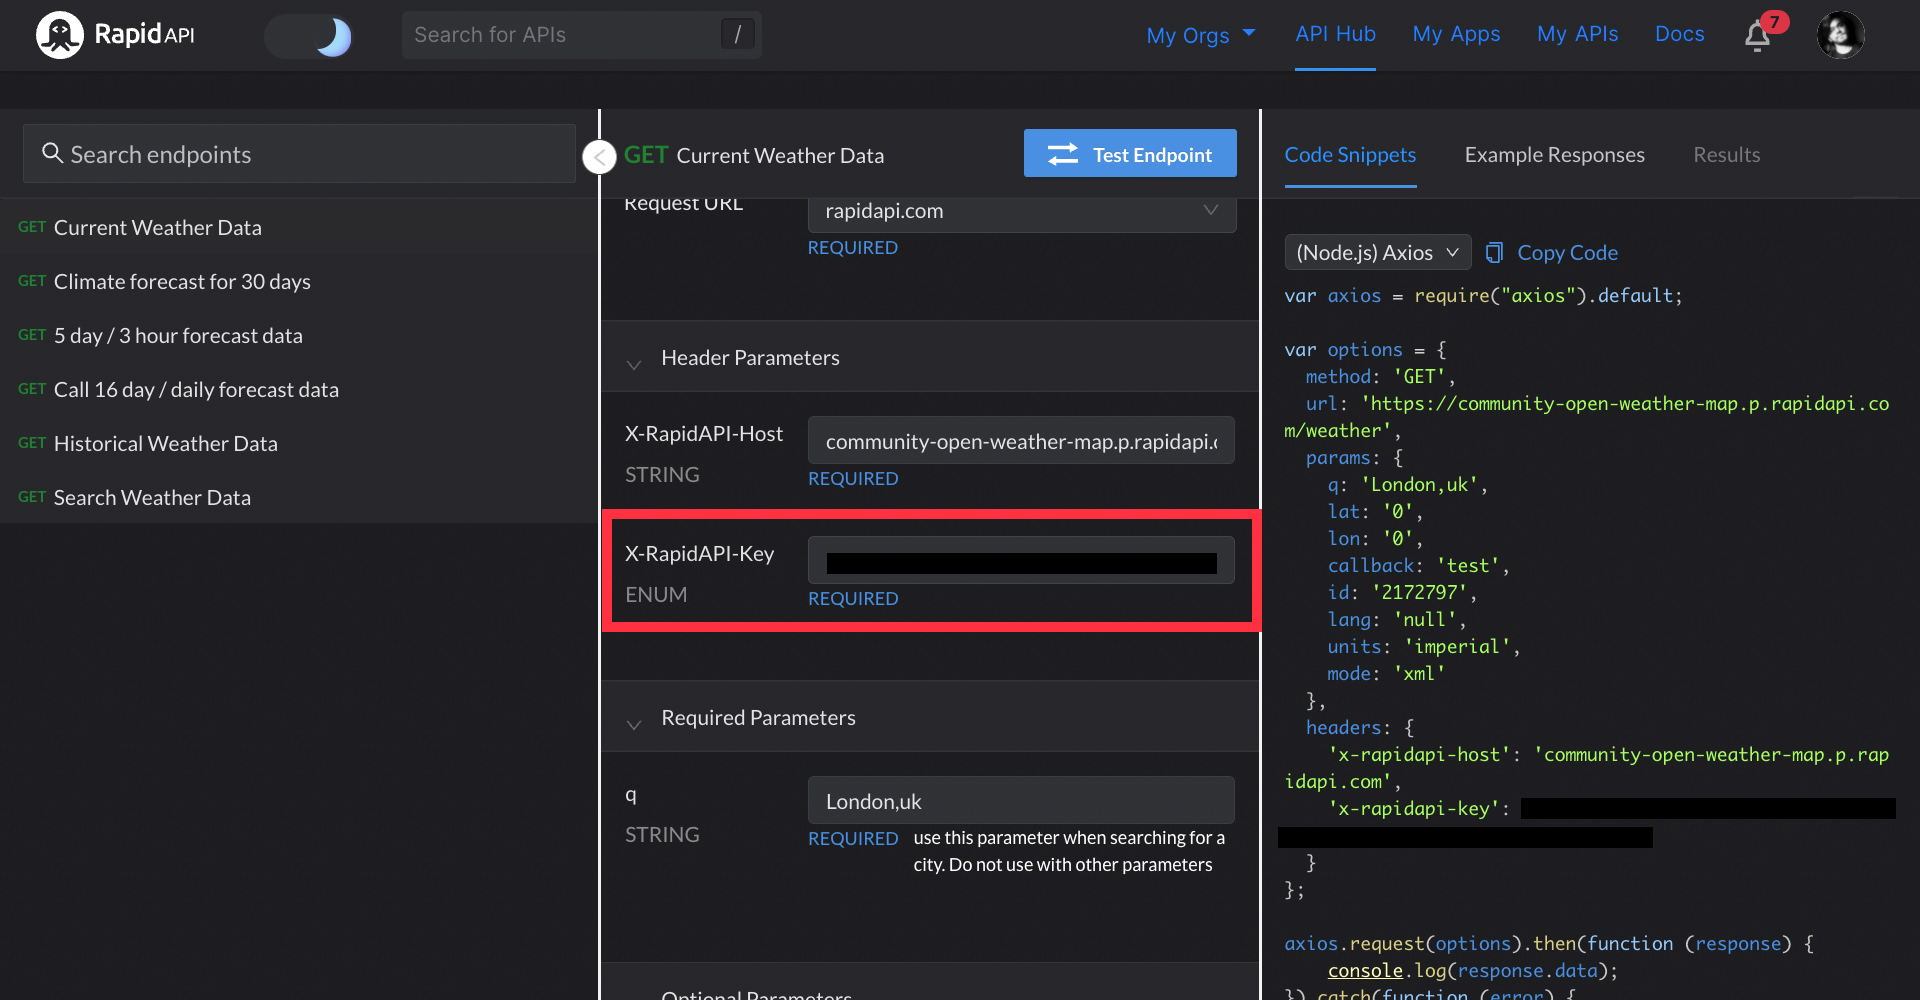 RapidAPI
Search for APIs
/
My Orgs
API Hub
My Apps
My APIs
Docs
7
Search endpoints
GET Current Weather Data
GET Climate forecast for 30 days
GET 5 day / 3 hour forecast data
GET Call 16 day / daily forecast data
GET Historical Weather Data
GET Search Weather Data
GET Current Weather Data
Test Endpoint
Request URL
rapidapi.com
REQUIRED
Header Parameters
X-RapidAPI-Host
community-open-weather-map.p.rapidapi.c
STRING
REQUIRED
X-RapidAPI-Key
ENUM
REQUIRED
Required Parameters
q
London,uk
STRING
REQUIRED use this parameter when searching for a
city. Do not use with other parameters
Optional Parameters
Code Snippets
Example Responses
Results
(Node.js) Axios
Copy Code
var axios = require("axios").default;
var options = {
method: 'GET',
url: 'https://community-open-weather-map.p.rapidapi.co
m/weather',
params: {
q: 'London,uk',
lat: '0',
lon: '0',
callback: 'test',
id: '2172797',
lang: 'null',
units: 'imperial',
mode: 'xml'
},
headers: {
'x-rapidapi-host': 'community-open-weather-map.p.rap
idapi.com',
'x-rapidapi-key':
}
};
axios.request(options).then(function (response) {
console.log(response.data);
}).catch(function (error) {